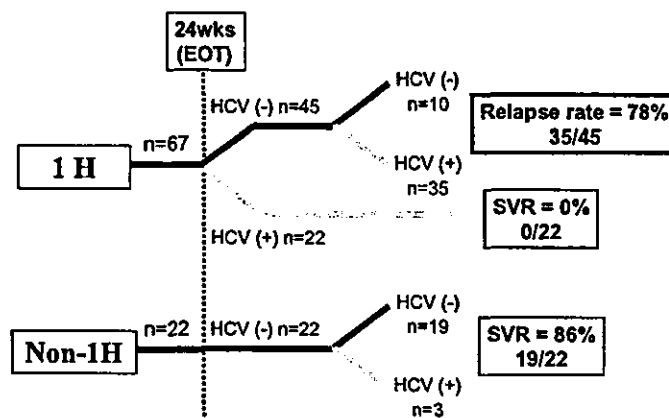 24wks
(EOT)
HCV (-) n=45
HCV (-)
n=10
Relapse rate = 78%
35/45
n=67
1 H
HCV (+)
n=35
SVR = 0%
0/22
HCV (+) n=22
n=22
HCV (-) n=22
HCV (-)
n=19
Non-1H
SVR = 86%
19/22
HCV (+)
n=3